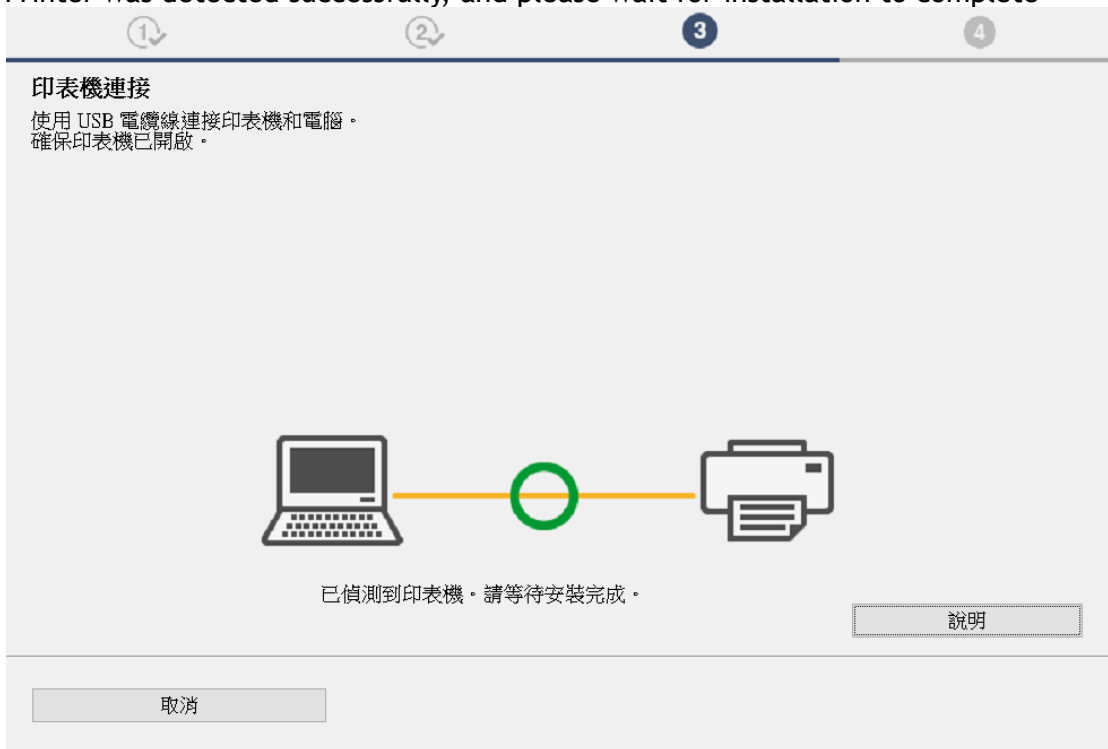 Printer was detected successfully, and please wait for installation to complete
1
2
3
4
印表機連接
使用 USB 電纜線連接印表機和電腦。
確保印表機已開啟。
已偵測到印表機。請等待安裝完成。
說明
取消